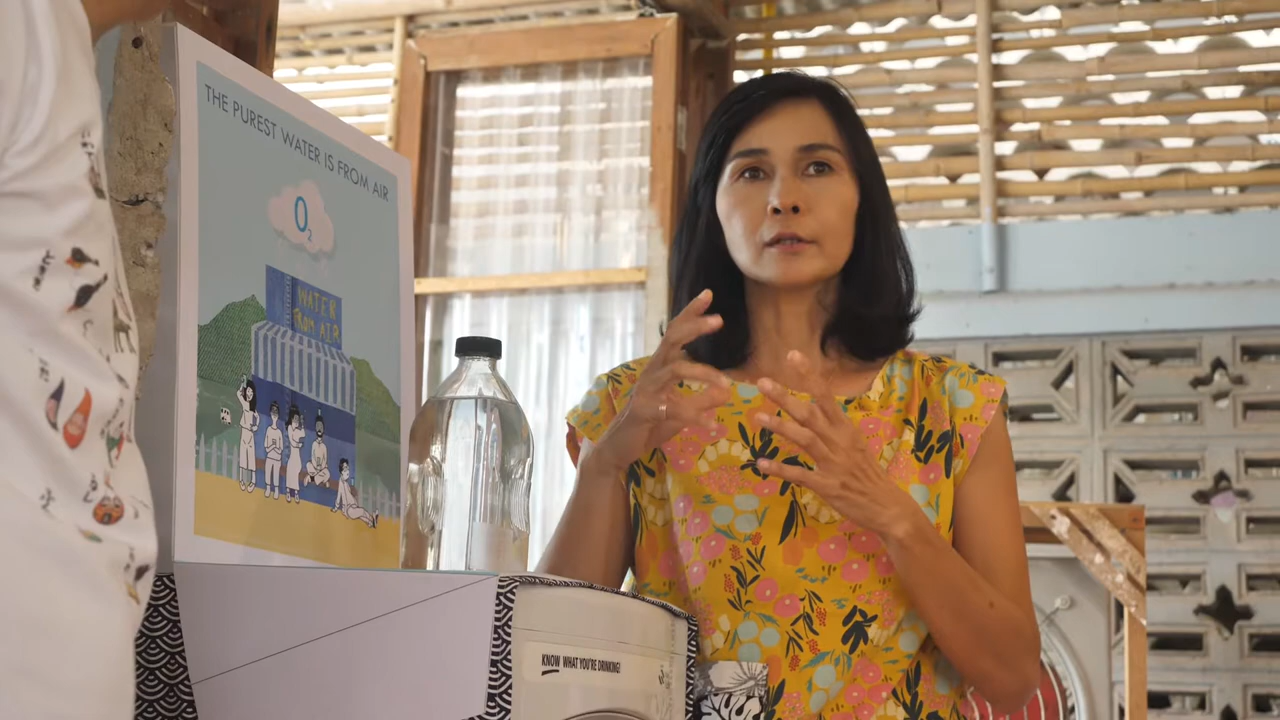 THE PUREST WATER IS FROM AIR
O2
WATER
FROM AIR
KNOW WHAT YOU'RE DRINKING!